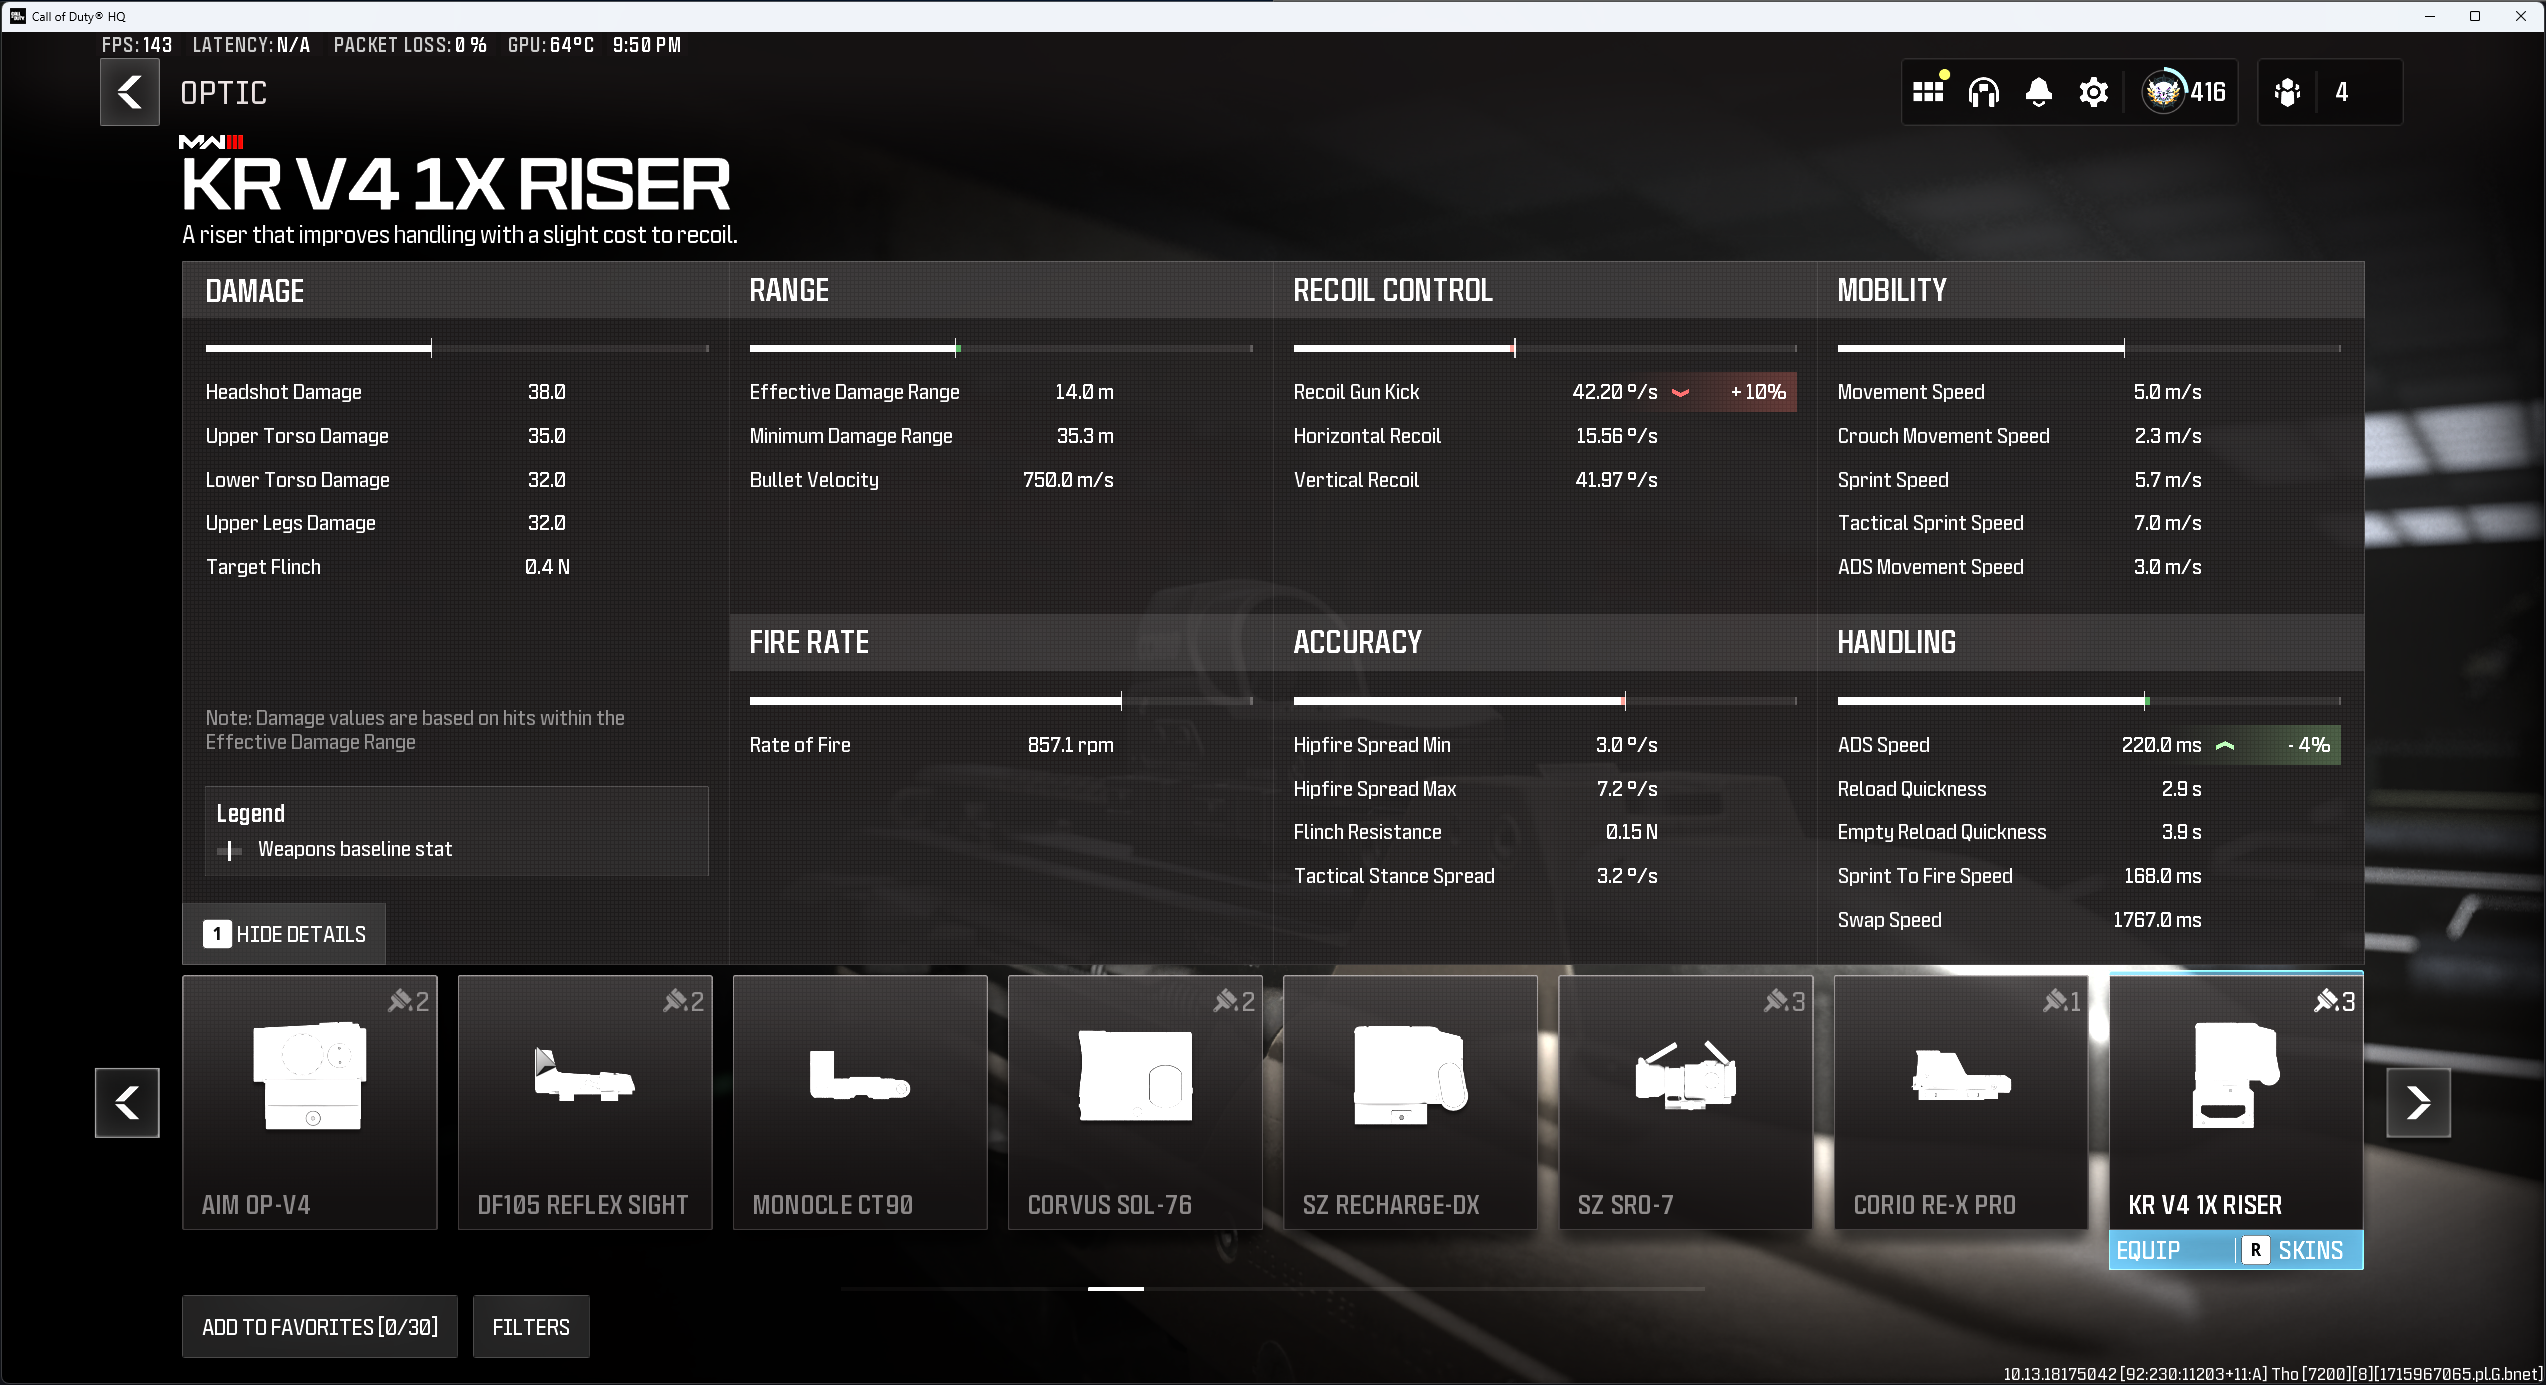 Call of Duty® HQ
FPS: 143 LATENCY: N/A PACKET LOSS: 0 % GPU: 64°C 9:50 PM
OPTIC
416
4
MWIII
KR V4 1X RISER
A riser that improves handling with a slight cost to recoil.
DAMAGE
Headshot Damage 38.0
Upper Torso Damage 35.0
Lower Torso Damage 32.0
Upper Legs Damage 32.0
Target Flinch 0.4 N
Note: Damage values are based on hits within the
Effective Damage Range
Legend
Weapons baseline stat
1 HIDE DETAILS
RANGE
Effective Damage Range 14.0 m
Minimum Damage Range 35.3 m
Bullet Velocity 750.0 m/s
FIRE RATE
Rate of Fire 857.1 rpm
RECOIL CONTROL
Recoil Gun Kick 42.20 º/s + 10%
Horizontal Recoil 15.56 º/s
Vertical Recoil 41.97 º/s
ACCURACY
Hipfire Spread Min 3.0 º/s
Hipfire Spread Max 7.2 º/s
Flinch Resistance 0.15 N
Tactical Stance Spread 3.2 º/s
MOBILITY
Movement Speed 5.0 m/s
Crouch Movement Speed 2.3 m/s
Sprint Speed 5.7 m/s
Tactical Sprint Speed 7.0 m/s
ADS Movement Speed 3.0 m/s
HANDLING
ADS Speed 220.0 ms - 4%
Reload Quickness 2.9 s
Empty Reload Quickness 3.9 s
Sprint To Fire Speed 168.0 ms
Swap Speed 1767.0 ms
2
AIM OP-V4
2
DF105 REFLEX SIGHT
MONOCLE CT90
2
CORVUS SOL-76
SZ RECHARGE-DX
3
SZ SRO-7
1
CORIO RE-X PRO
3
KR V4 1X RISER
EQUIP R SKINS
ADD TO FAVORITES [0/30]
FILTERS
10.13.18175042 [92:230:11203+11:A] Tho [7200][8][1715967065.pl.G.bnet]